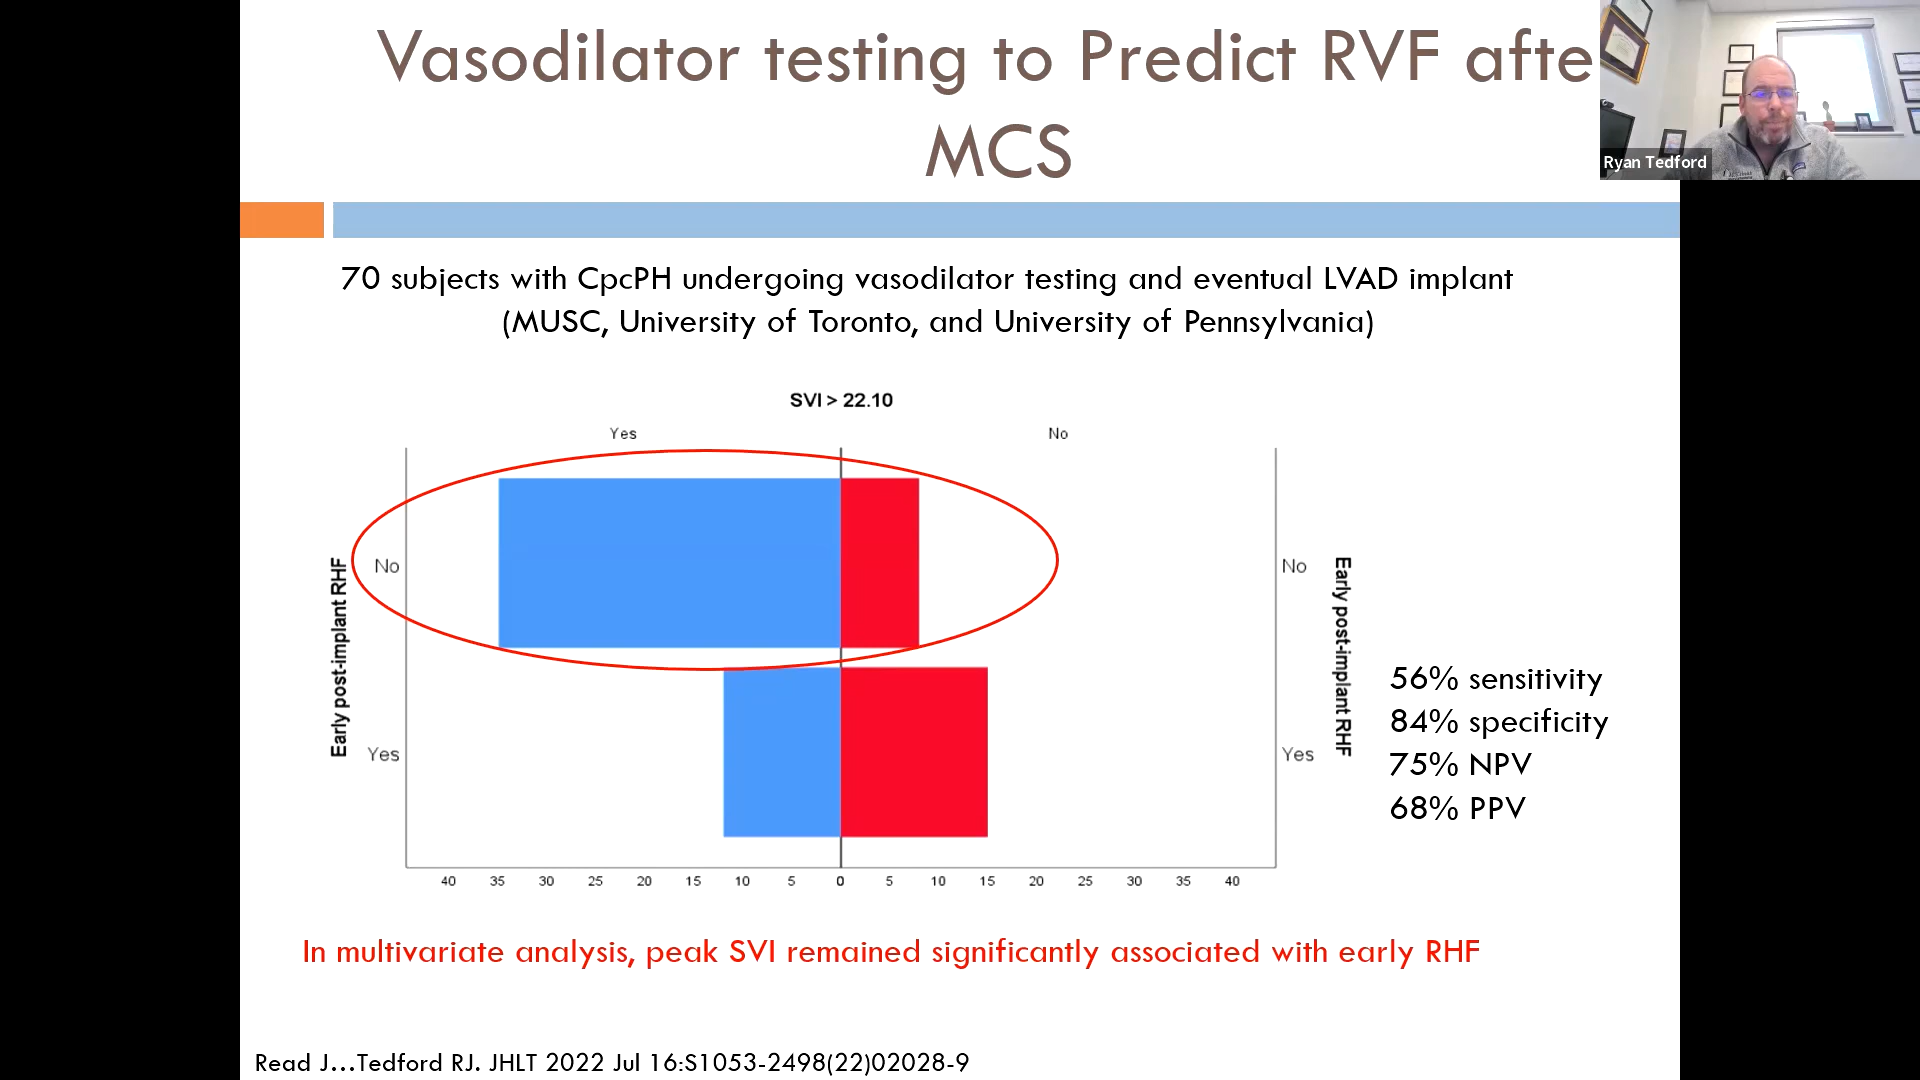 Vasodilator testing to Predict RVF afte
MCS
Ryan Tedford
70 subjects with CpcPH undergoing vasodilator testing and eventual LVAD implant
(MUSC, University of Toronto, and University of Pennsylvania)
SVI > 22.10
Yes
No
Early post-implant RHF
No
Yes
No
Yes
Early post-implant RHF
40 35 30 25 20 15 10 5 0 5 10 15 20 25 30 35 40
56% sensitivity
84% specificity
75% NPV
68% PPV
In multivariate analysis, peak SVI remained significantly associated with early RHF
Read J...Tedford RJ. JHLT 2022 Jul 16:S1053-2498(22)02028-9